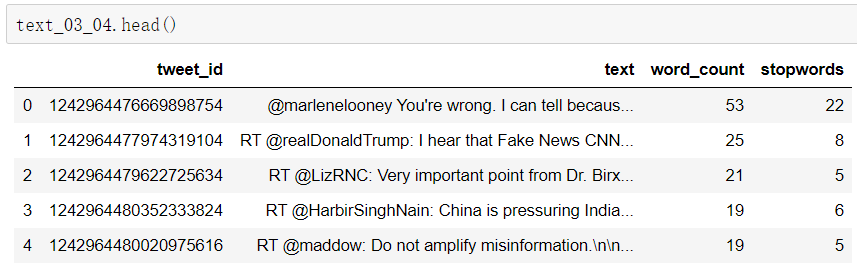 text_03_04.head()
tweet_id text word_count stopwords
0 1242964476669898754 @marlenelooney You're wrong. I can tell becaus... 53 22
1 1242964477974319104 RT @realDonaldTrump: I hear that Fake News CNN... 25 8
2 1242964479622725634 RT @LizRNC: Very important point from Dr. Birx... 21 5
3 1242964480352333824 RT @HarbirSinghNain: China is pressuring India... 19 6
4 1242964480020975616 RT @maddow: Do not amplify misinformation.\n\n... 19 5